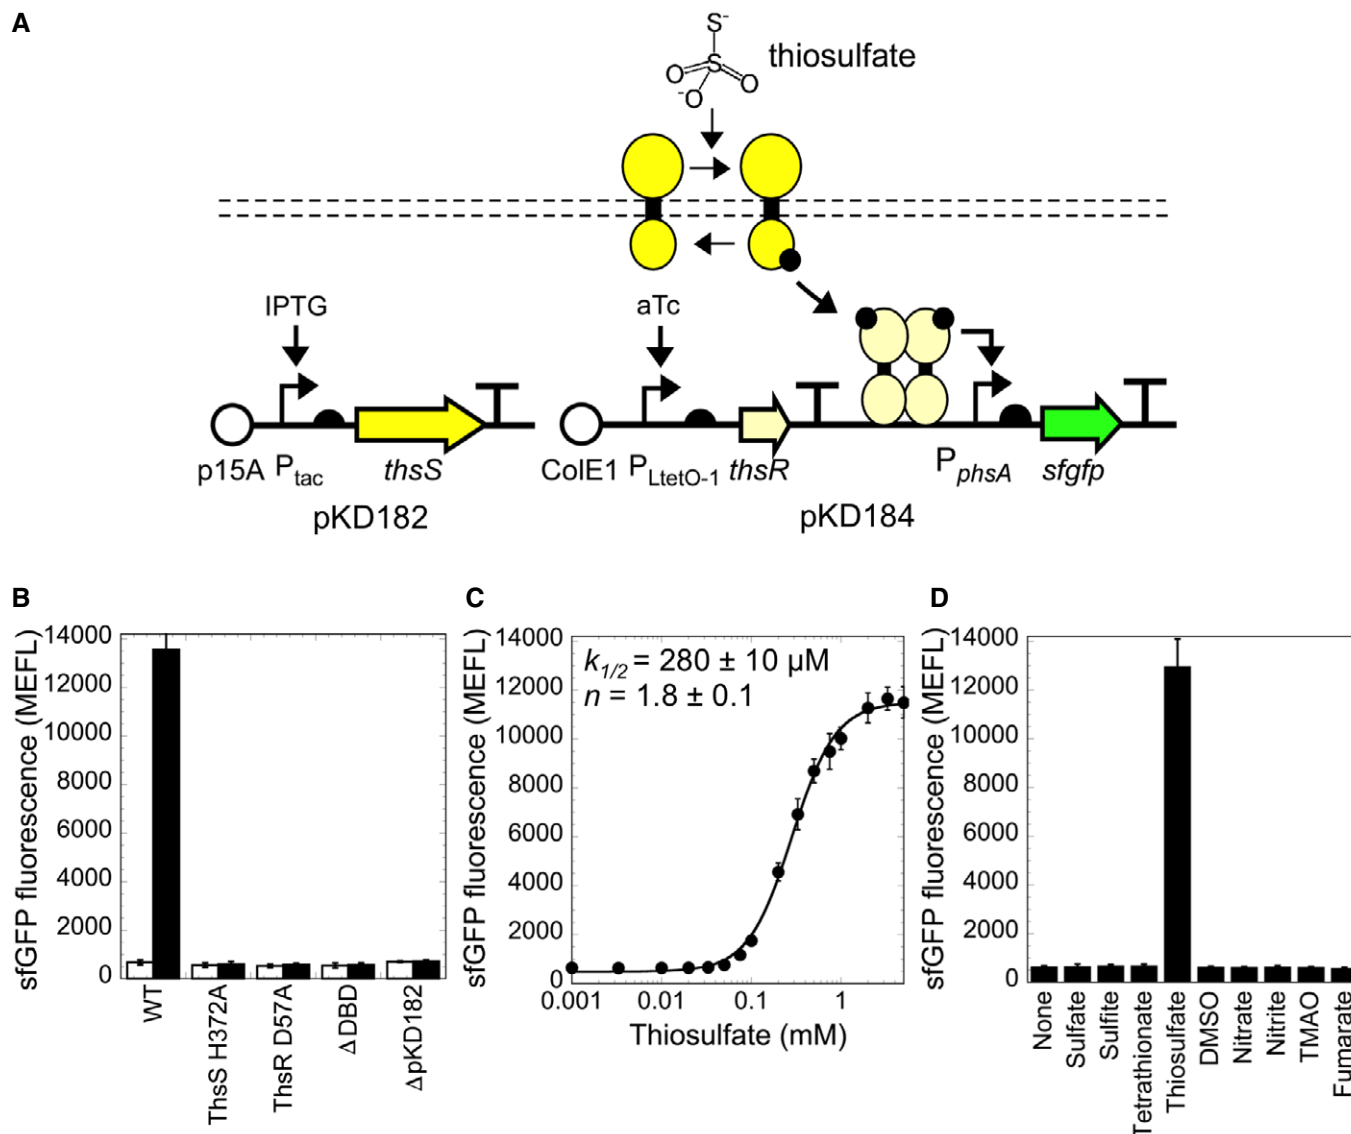 A
S-
S
O
O
-O
thiosulfate
IPTG
aTc
p15A Ptac thsS
ColE1 PLtetO-1 thsR
PphsA sfgfp
pKD182
pKD184
B
sfGFP fluorescence (MEFL)
14000
12000
10000
8000
6000
4000
2000
0
WT
ThsS H372A
ThsR D57A
ΔDBD
ΔpKD182
C
sfGFP fluorescence (MEFL)
14000
12000
10000
8000
6000
4000
2000
0
k1/2 = 280 ± 10 μM
n = 1.8 ± 0.1
0.001
0.01
0.1
1
Thiosulfate (mM)
D
sfGFP fluorescence (MEFL)
14000
12000
10000
8000
6000
4000
2000
0
None
Sulfate
Sulfite
Tetrathionate
Thiosulfate
DMSO
Nitrate
Nitrite
TMAO
Fumarate